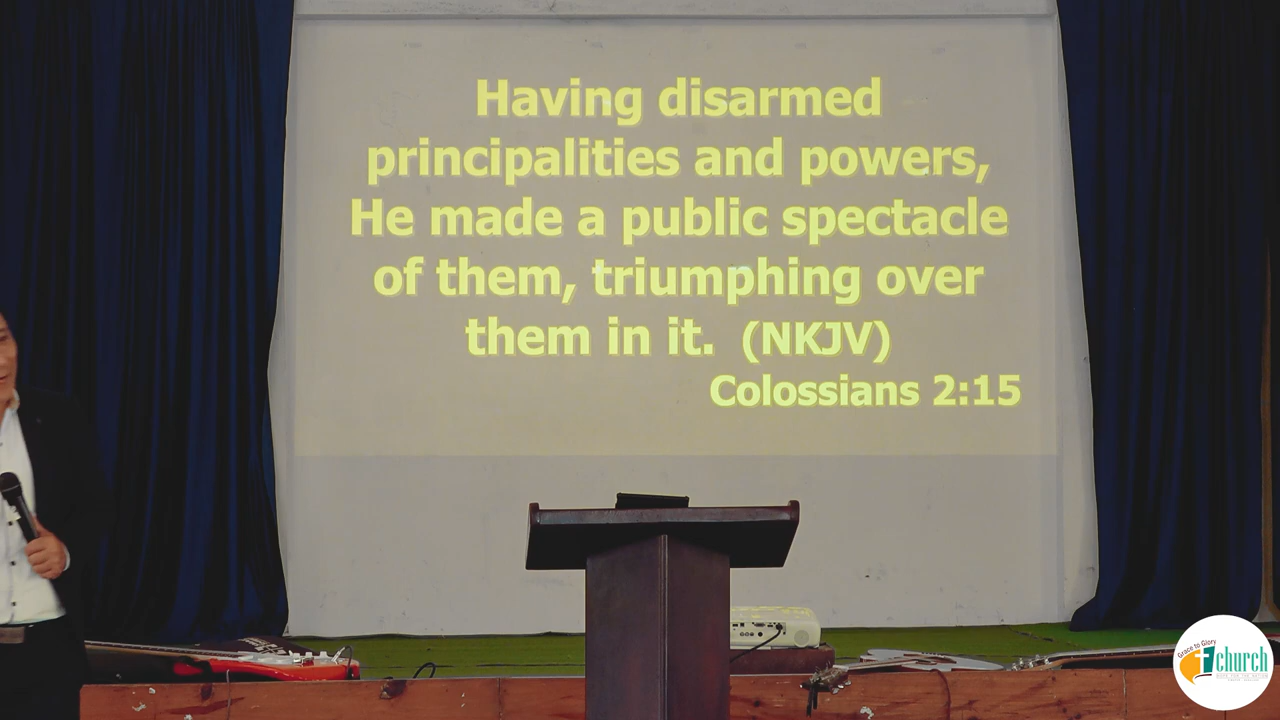 Having disarmed
principalities and powers,
He made a public spectacle
of them, triumphing over
them in it. (NKJV)
Colossians 2:15
Grace to Glory
church